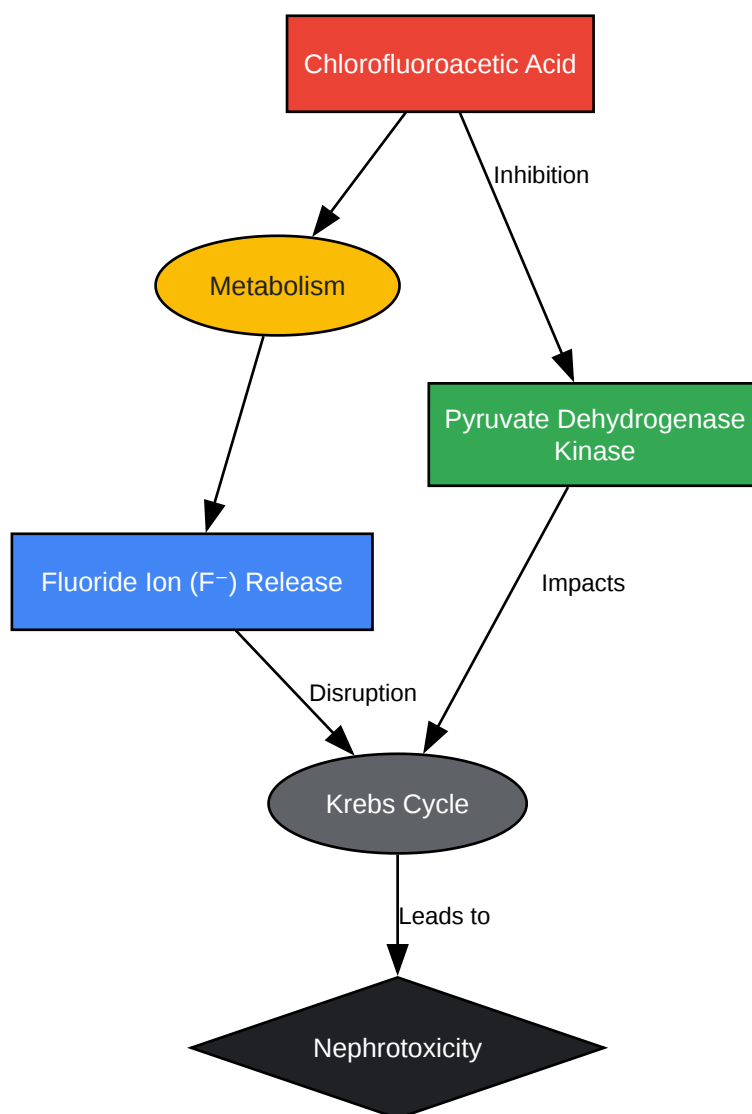 Chlorofluoroacetic Acid
Inhibition
Metabolism
Pyruvate Dehydrogenase
Kinase
Fluoride Ion (F⁻) Release
Impacts
Disruption
Krebs Cycle
Leads to
Nephrotoxicity